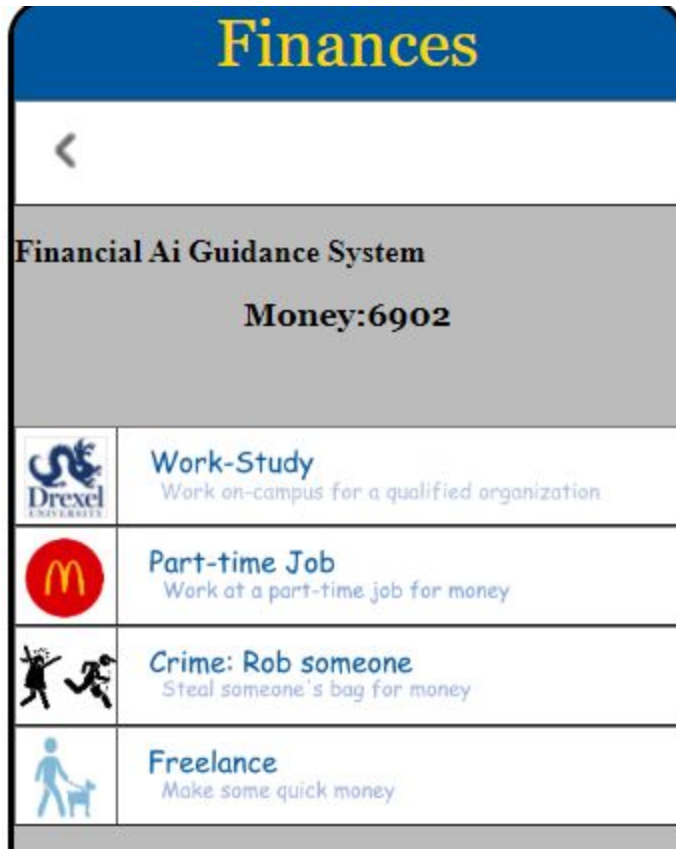 Finances
Financial Ai Guidance System
Money:6902
Drexel
UNIVERSITY
Work-Study
Work on-campus for a qualified organization
Part-time Job
Work at a part-time job for money
Crime: Rob someone
Steal someone's bag for money
Freelance
Make some quick money